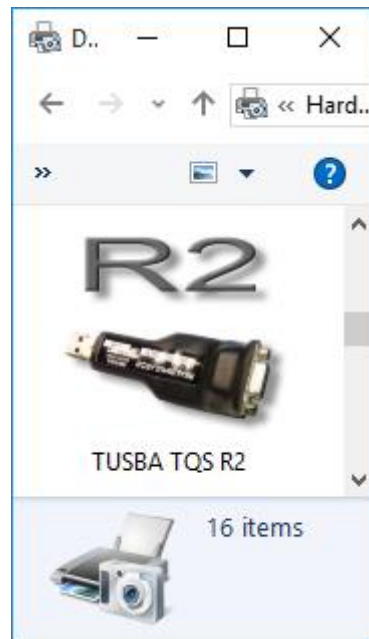 D..
« Hard..
»
?
R2
TUSBA TQS R2
16 items